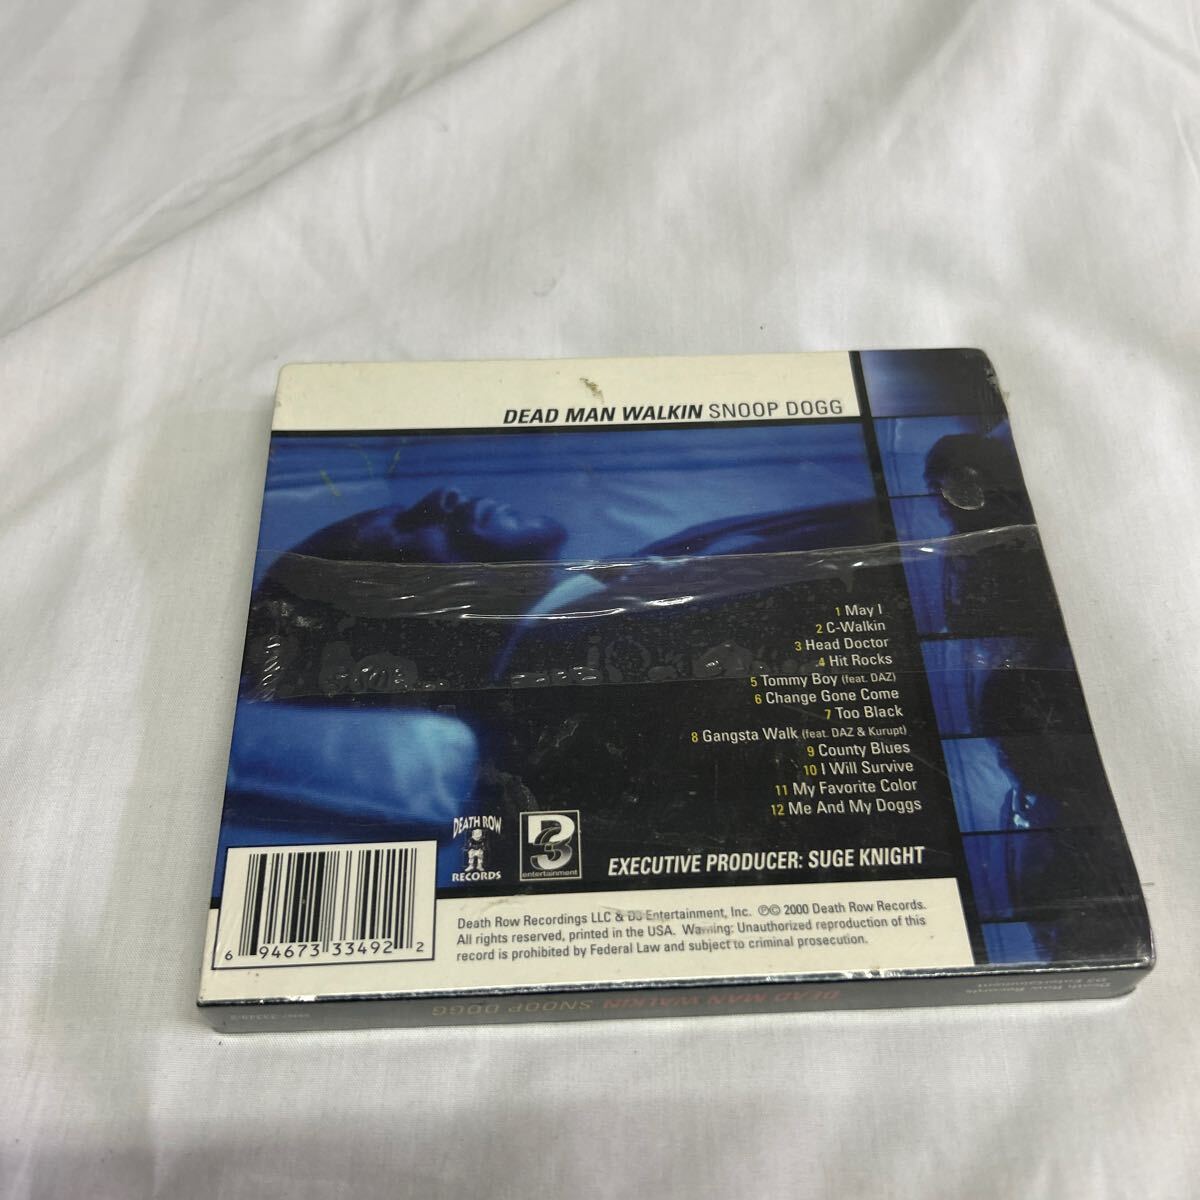 DEAD MAN WALKIN SNOOP DOGG
1 May I
2 C-Walkin
3 Head Doctor
4 Hit Rocks
5 Tommy Boy (feat. DAZ)
6 Change Gone Come
7 Too Black
8 Gangsta Walk (feat. DAZ & Kurupt)
9 County Blues
10 I Will Survive
11 My Favorite Color
12 Me And My Doggs
DEATH ROW
RECORDS
D3
entertainment
EXECUTIVE PRODUCER: SUGE KNIGHT
Death Row Recordings LLC & D3 Entertainment, Inc. ℗© 2000 Death Row Records.
All rights reserved, printed in the USA. Warning: Unauthorized reproduction of this
record is prohibited by Federal Law and subject to criminal prosecution.
6 94673 33492 2
DEAD MAN WALKIN SNOOP DOGG
Death Row Records
D3 Entertainment